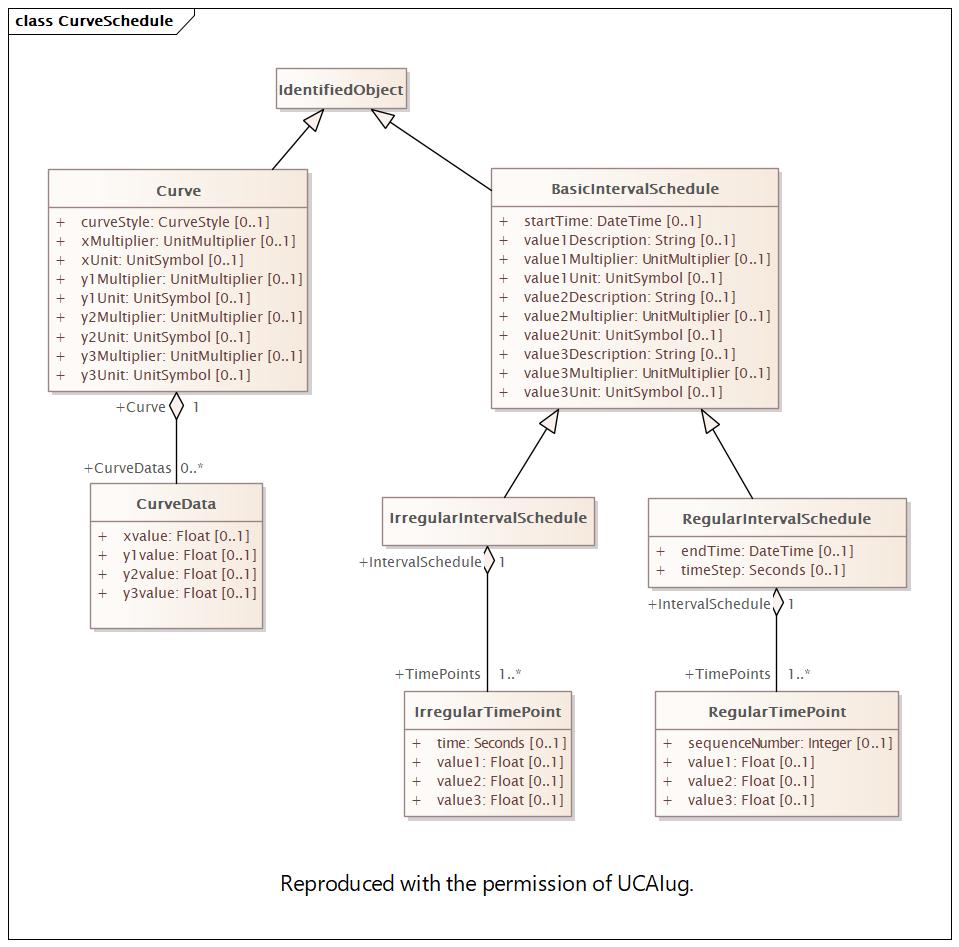 class CurveSchedule
IdentifiedObject
Curve
+ curveStyle: CurveStyle [0..1]
+ xMultiplier: UnitMultiplier [0..1]
+ xUnit: UnitSymbol [0..1]
+ y1Multiplier: UnitMultiplier [0..1]
+ y1Unit: UnitSymbol [0..1]
+ y2Multiplier: UnitMultiplier [0..1]
+ y2Unit: UnitSymbol [0..1]
+ y3Multiplier: UnitMultiplier [0..1]
+ y3Unit: UnitSymbol [0..1]
BasicIntervalSchedule
+ startTime: DateTime [0..1]
+ value1Description: String [0..1]
+ value1Multiplier: UnitMultiplier [0..1]
+ value1Unit: UnitSymbol [0..1]
+ value2Description: String [0..1]
+ value2Multiplier: UnitMultiplier [0..1]
+ value2Unit: UnitSymbol [0..1]
+ value3Description: String [0..1]
+ value3Multiplier: UnitMultiplier [0..1]
+ value3Unit: UnitSymbol [0..1]
+Curve 1
+CurveDatas 0..*
CurveData
+ xvalue: Float [0..1]
+ y1value: Float [0..1]
+ y2value: Float [0..1]
+ y3value: Float [0..1]
IrregularIntervalSchedule
+IntervalSchedule 1
+TimePoints 1..*
IrregularTimePoint
+ time: Seconds [0..1]
+ value1: Float [0..1]
+ value2: Float [0..1]
+ value3: Float [0..1]
RegularIntervalSchedule
+ endTime: DateTime [0..1]
+ timeStep: Seconds [0..1]
+IntervalSchedule 1
+TimePoints 1..*
RegularTimePoint
+ sequenceNumber: Integer [0..1]
+ value1: Float [0..1]
+ value2: Float [0..1]
+ value3: Float [0..1]
Reproduced with the permission of UCAIug.